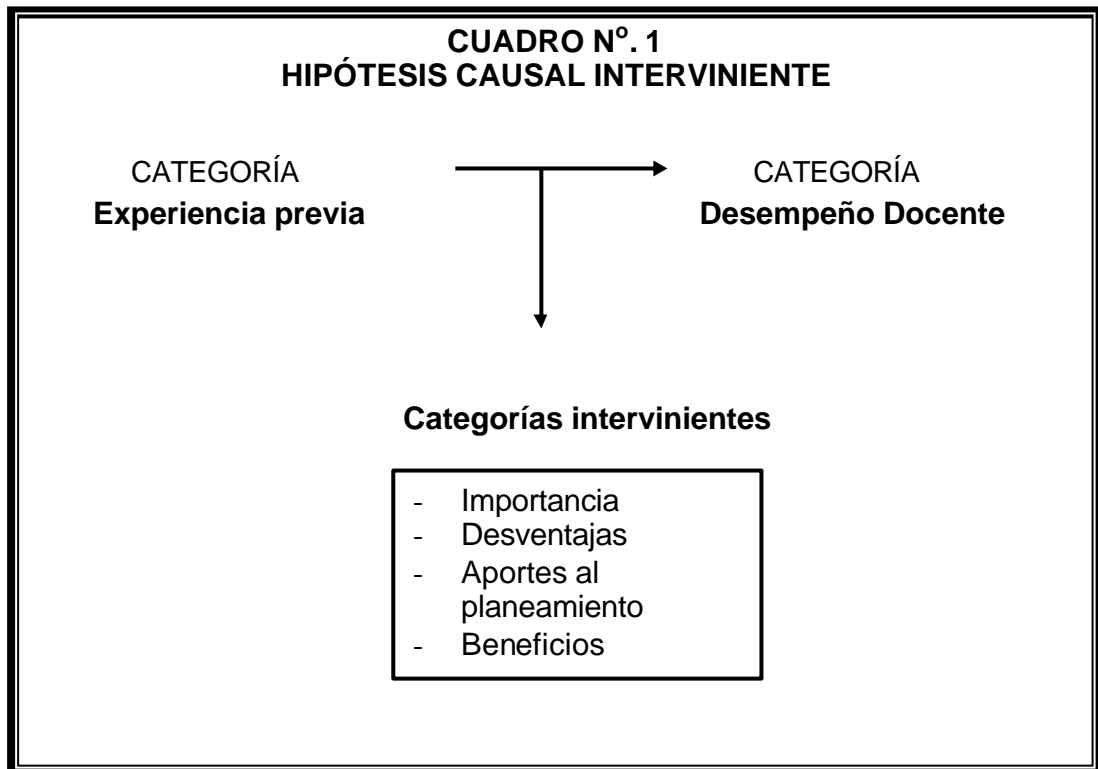 CUADRO Nº. 1
HIPÓTESIS CAUSAL INTERVINIENTE
CATEGORÍA
Experiencia previa
CATEGORÍA
Desempeño Docente
Categorías intervinientes
- Importancia
- Desventajas
- Aportes al
planeamiento
- Beneficios